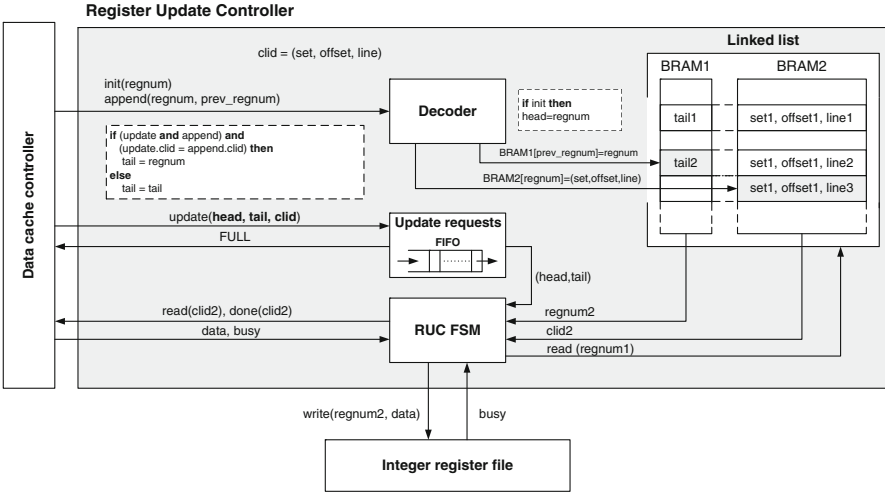 Register Update Controller
clid = (set, offset, line)
Linked list
BRAM1
BRAM2
init(regnum)
append(regnum, prev_regnum)
Decoder
if init then
head=regnum
tail1
set1, offset1, line1
if (update and append) and
(update.clid = append.clid) then
tail = regnum
else
tail = tail
BRAM1[prev_regnum]=regnum
tail2
set1, offset1, line2
BRAM2[regnum]=(set,offset,line)
set1, offset1, line3
Data cache controller
update(head, tail, clid)
FULL
Update requests
FIFO
(head,tail)
read(clid2), done(clid2)
data, busy
RUC FSM
regnum2
clid2
read (regnum1)
write(regnum2, data)
busy
Integer register file